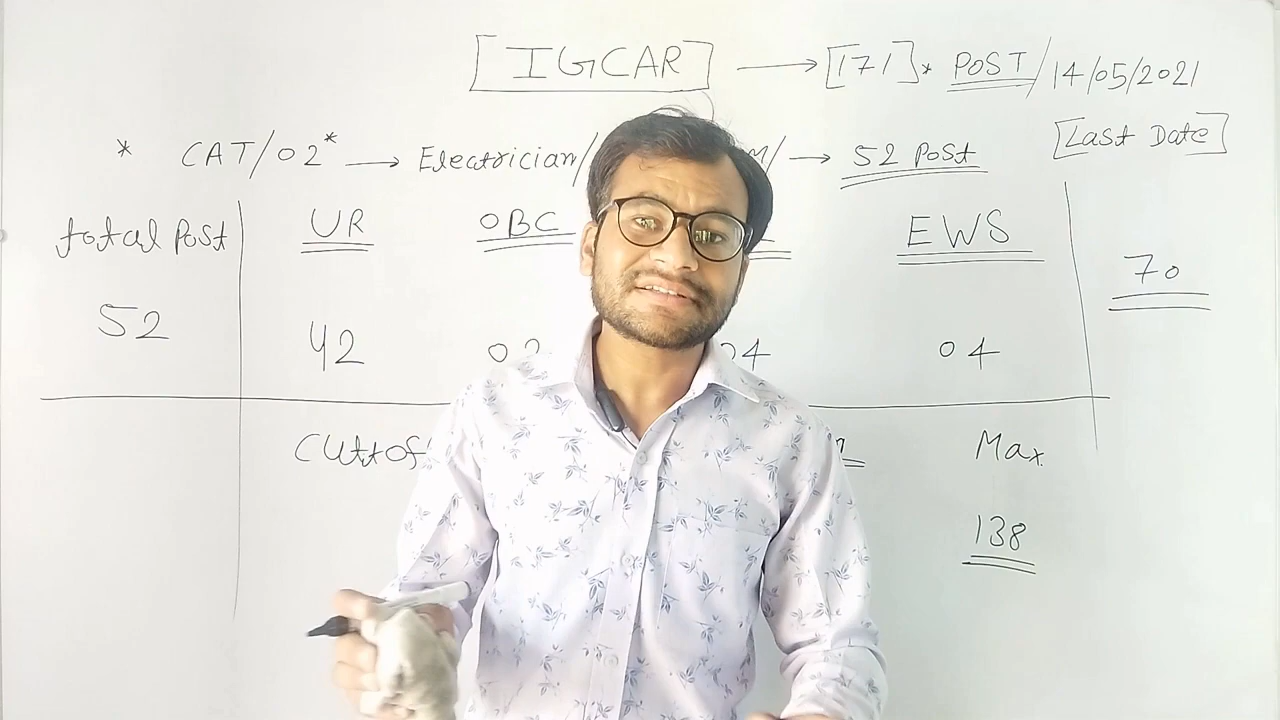 [IGCAR] → [171]* POST/14/05/2021
[Last Date]
* CAT/02* → Electrician/ M/ → 52 Post
total Post UR OBC EWS
70
52 42 04
Max.
138